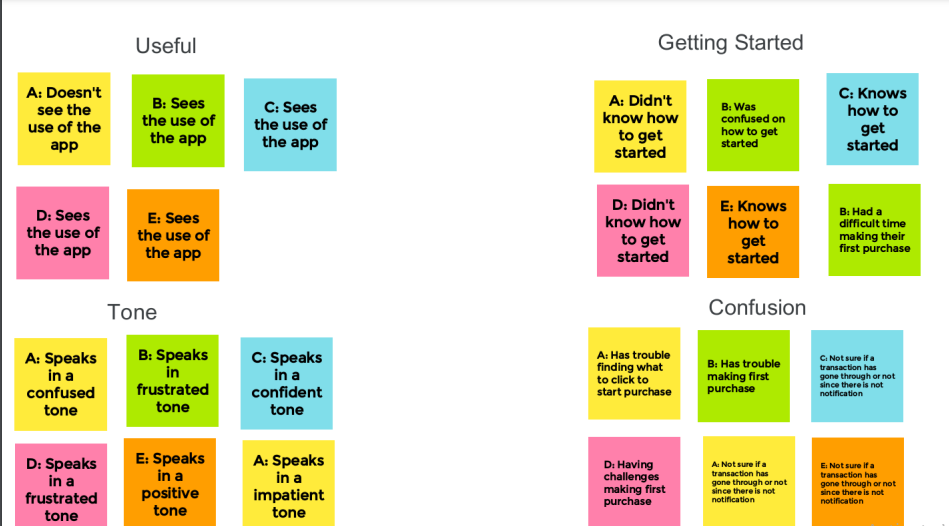 Useful
A: Doesn't
see the
use of the
app
B: Sees
the use of
the app
C: Sees
the use of
the app
D: Sees
the use of
the app
E: Sees
the use of
the app
Getting Started
A: Didn't
know how
to get
started
B: Was
confused on
how to get
started
C: Knows
how to
get
started
D: Didn't
know how
to get
started
E: Knows
how to
get
started
B: Had a
difficult time
making their
first purchase
Tone
A: Speaks
in a
confused
tone
B: Speaks
in
frustrated
tone
C: Speaks
in a
confident
tone
D: Speaks
in a
frustrated
tone
E: Speaks
in a
positive
tone
A: Speaks
in a
impatient
tone
Confusion
A: Has trouble
finding what
to click to
start purchase
B: Has trouble
making first
purchase
C: Not sure if a
transaction has
gone through or not
since there is not
notification
D: Having
challenges
making first
purchase
A: Not sure if a
transaction has
gone through or not
since there is not
notification
E: Not sure if a
transaction has
gone through or not
since there is not
notification